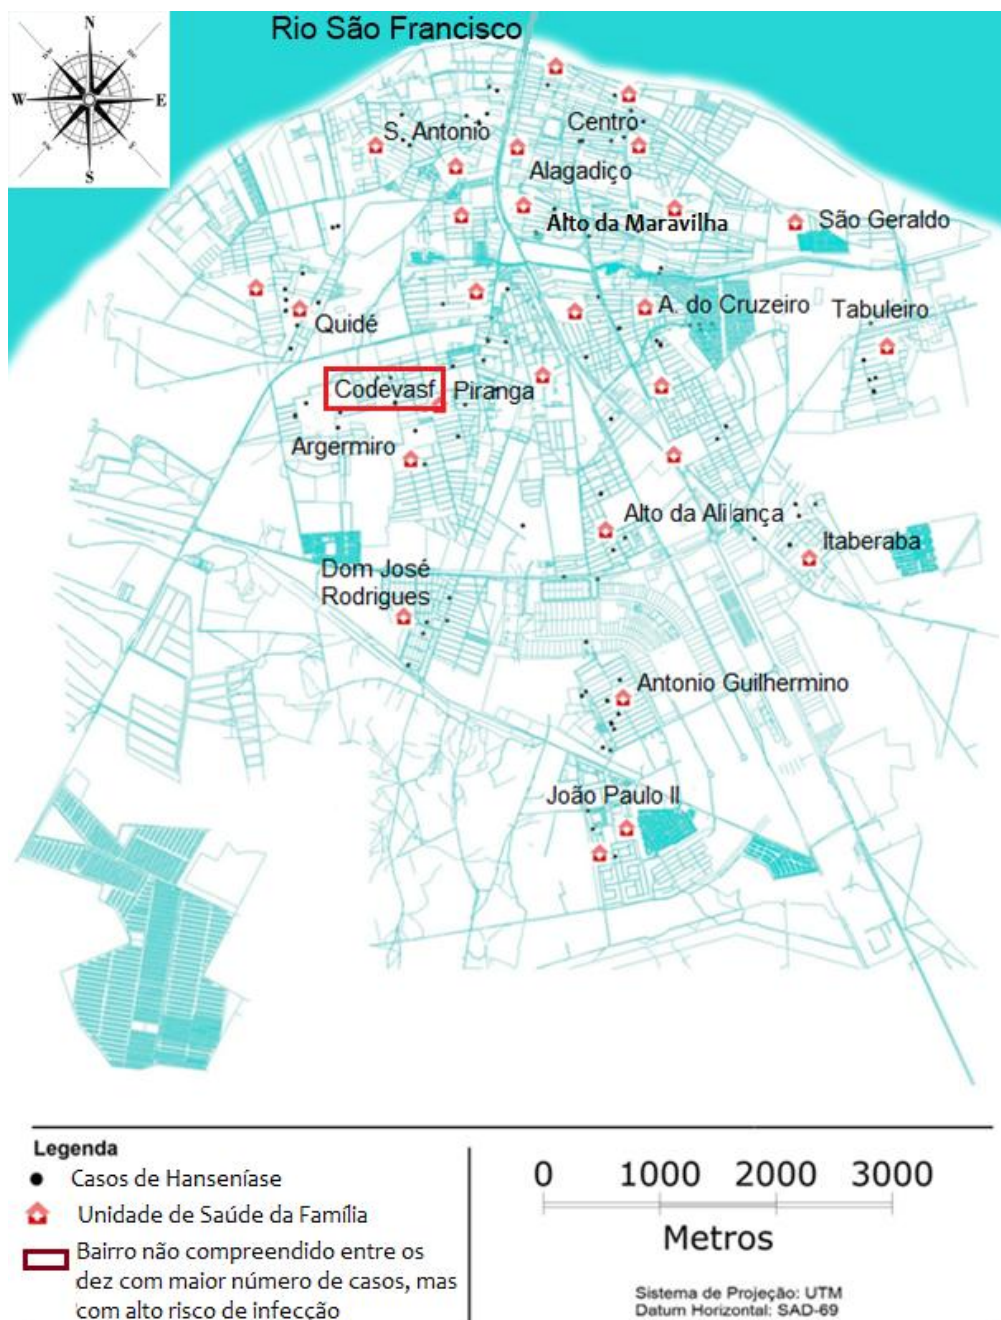 Rio São Francisco
N
W
E
S
S. Antonio
Centro
Alagadiço
Alto da Maravilha
São Geraldo
A. do Cruzeiro
Tabuleiro
Quidé
Codevasf
Piranga
Argermiro
Alto da Aliança
Itaberaba
Dom José
Rodrigues
Antonio Guilhermino
João Paulo II
Legenda
Casos de Hanseníase
Unidade de Saúde da Família
Bairro não compreendido entre os
dez com maior número de casos, mas
com alto risco de infecção
0 1000 2000 3000
Metros
Sistema de Projeção: UTM
Datum Horizontal: SAD-69